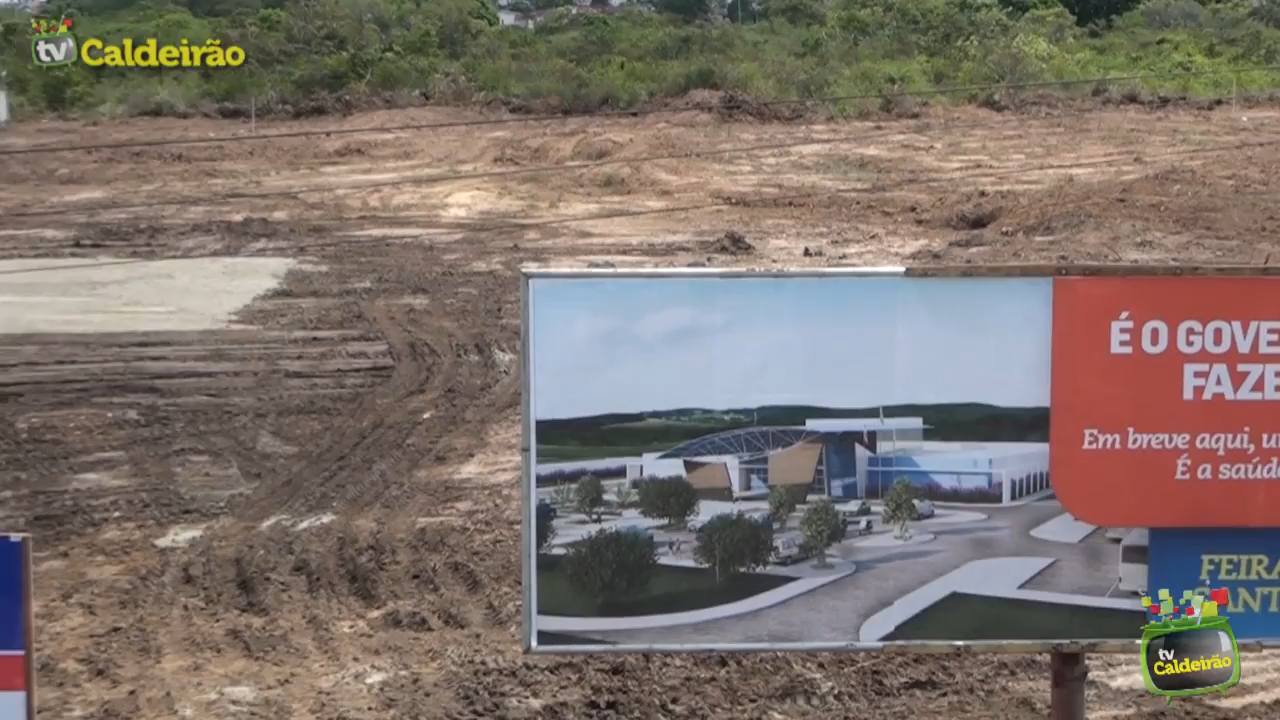 tv Caldeirão
É O GOVE
FAZE
Em breve aqui, u
É a saúd
FEIRA
ANT
tv
Caldeirão